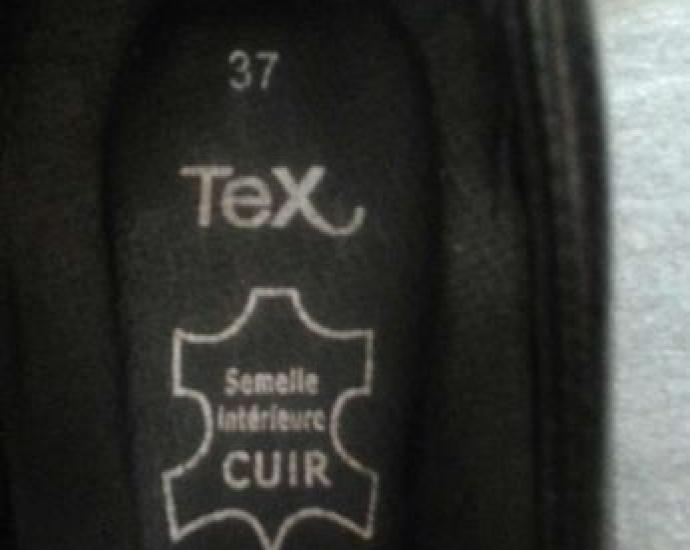 37
TeX
Semelle
intérieure
CUIR